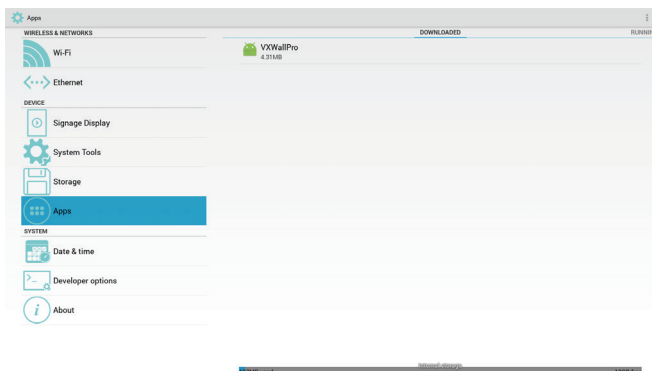 Apps
WIRELESS & NETWORKS
Wi-Fi
Ethernet
DEVICE
Signage Display
System Tools
Storage
Apps
SYSTEM
Date & time
Developer options
About
DOWNLOADED
RUNNIN
VXWallPro
4.31MB